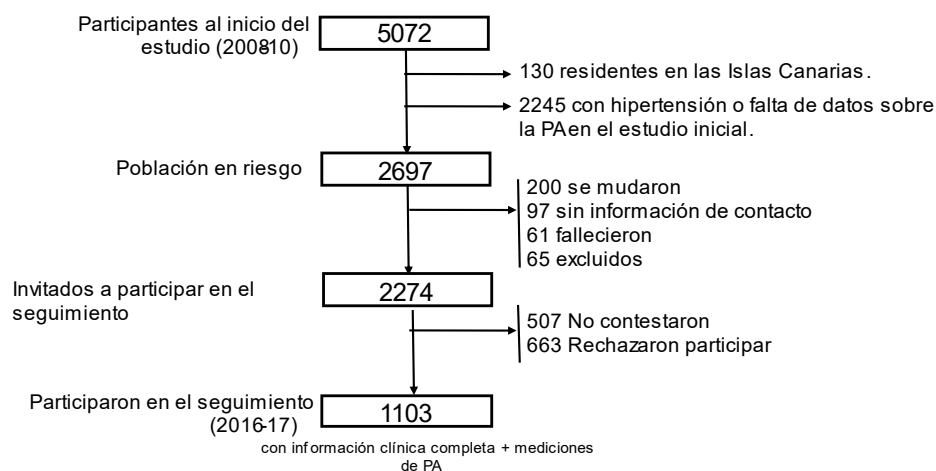 Participantes al inicio del
estudio (2008-10)
5072
130 residentes en las Islas Canarias.
2245 con hipertensión o falta de datos sobre
la PA en el estudio inicial.
Población en riesgo
2697
200 se mudaron
97 sin información de contacto
61 fallecieron
65 excluidos
Invitados a participar en el
seguimiento
2274
507 No contestaron
663 Rechazaron participar
Participaron en el seguimiento
(2016-17)
1103
con información clínica completa + mediciones
de PA